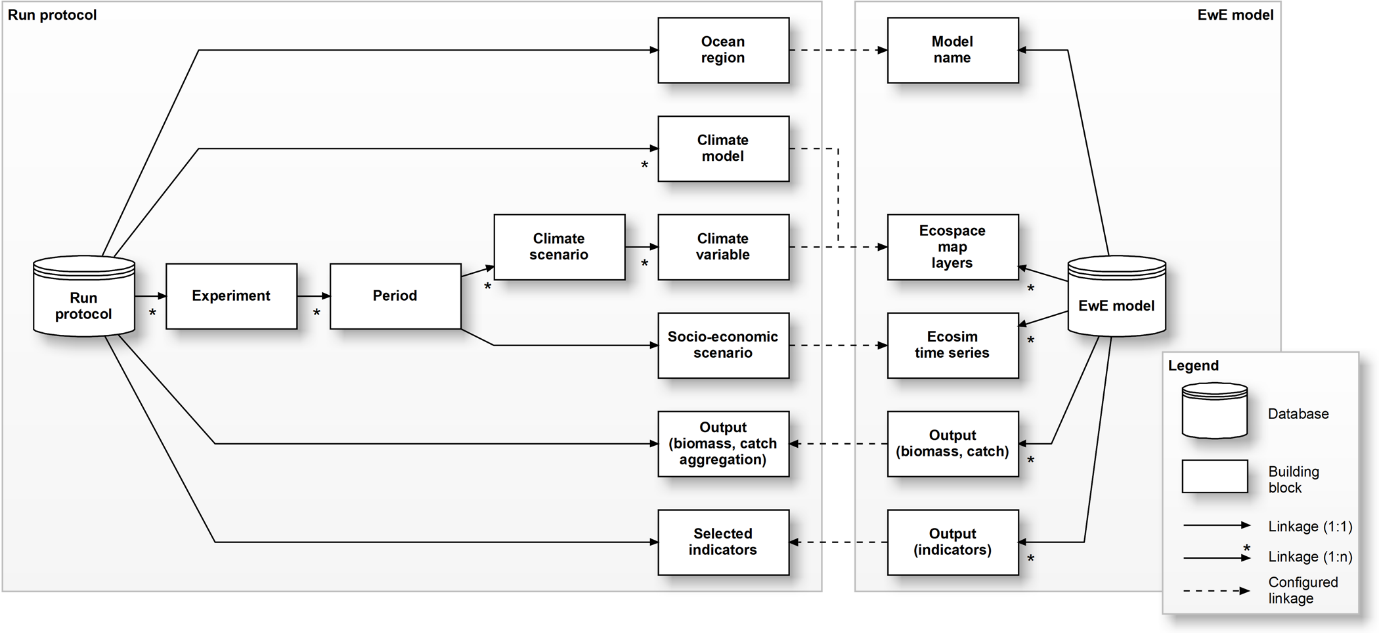 Run protocol
EwE model
Ocean
region
Model
name
Climate
model
*
Climate
scenario
Climate
variable
Ecospace
map
layers
*
*
*
Run
protocol
*
Experiment
*
Period
EwE model
Socio-economic
scenario
Ecosim
time series
*
Output
(biomass, catch
aggregation)
Output
(biomass, catch)
*
Selected
indicators
Output
(indicators)
*
Legend
Database
Building
block
Linkage (1:1)
*
Linkage (1:n)
Configured
linkage